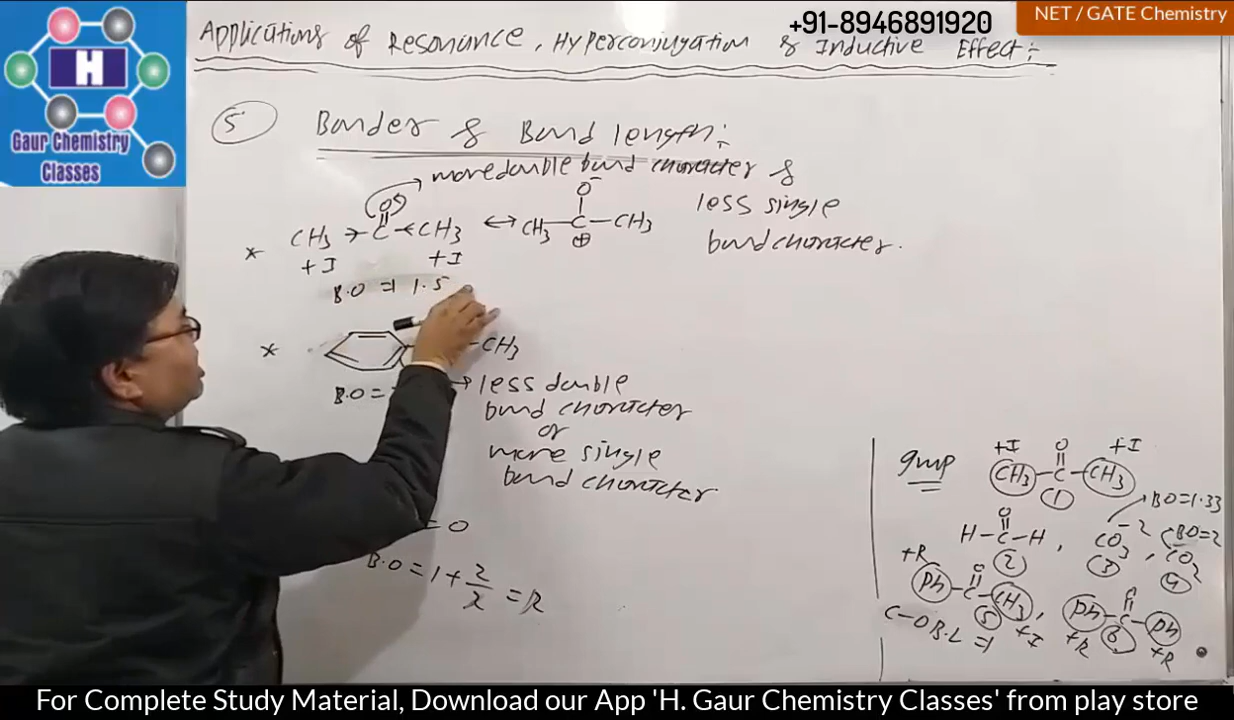 +91-8946891920
NET / GATE Chemistry
H
Gaur Chemistry
Classes
Applications of Resonance, Hyperconjugation & Inductive Effect:-
5 Border & Bond length:-
more double bond character &
less single
bond character.
* CH3 → C ← CH3 ↔ CH3 – C – CH3
O O-
⊕
+I +I
B.O = 1.5
* CH3
B.O =
→ less double
bond character
or
more single
bond character
= O
B.O = 1 + 2/2 = 2
gmp
+I O +I
CH3 – C – CH3
1
BO = 1.33
O
H – C – H , CO3-2 , CO2
BO = 2
2 3 4
+R O
Ph – C – CH3 , Ph – C – Ph
5 +I +R 6 +R
C–O B.L =
For Complete Study Material, Download our App 'H. Gaur Chemistry Classes' from play store